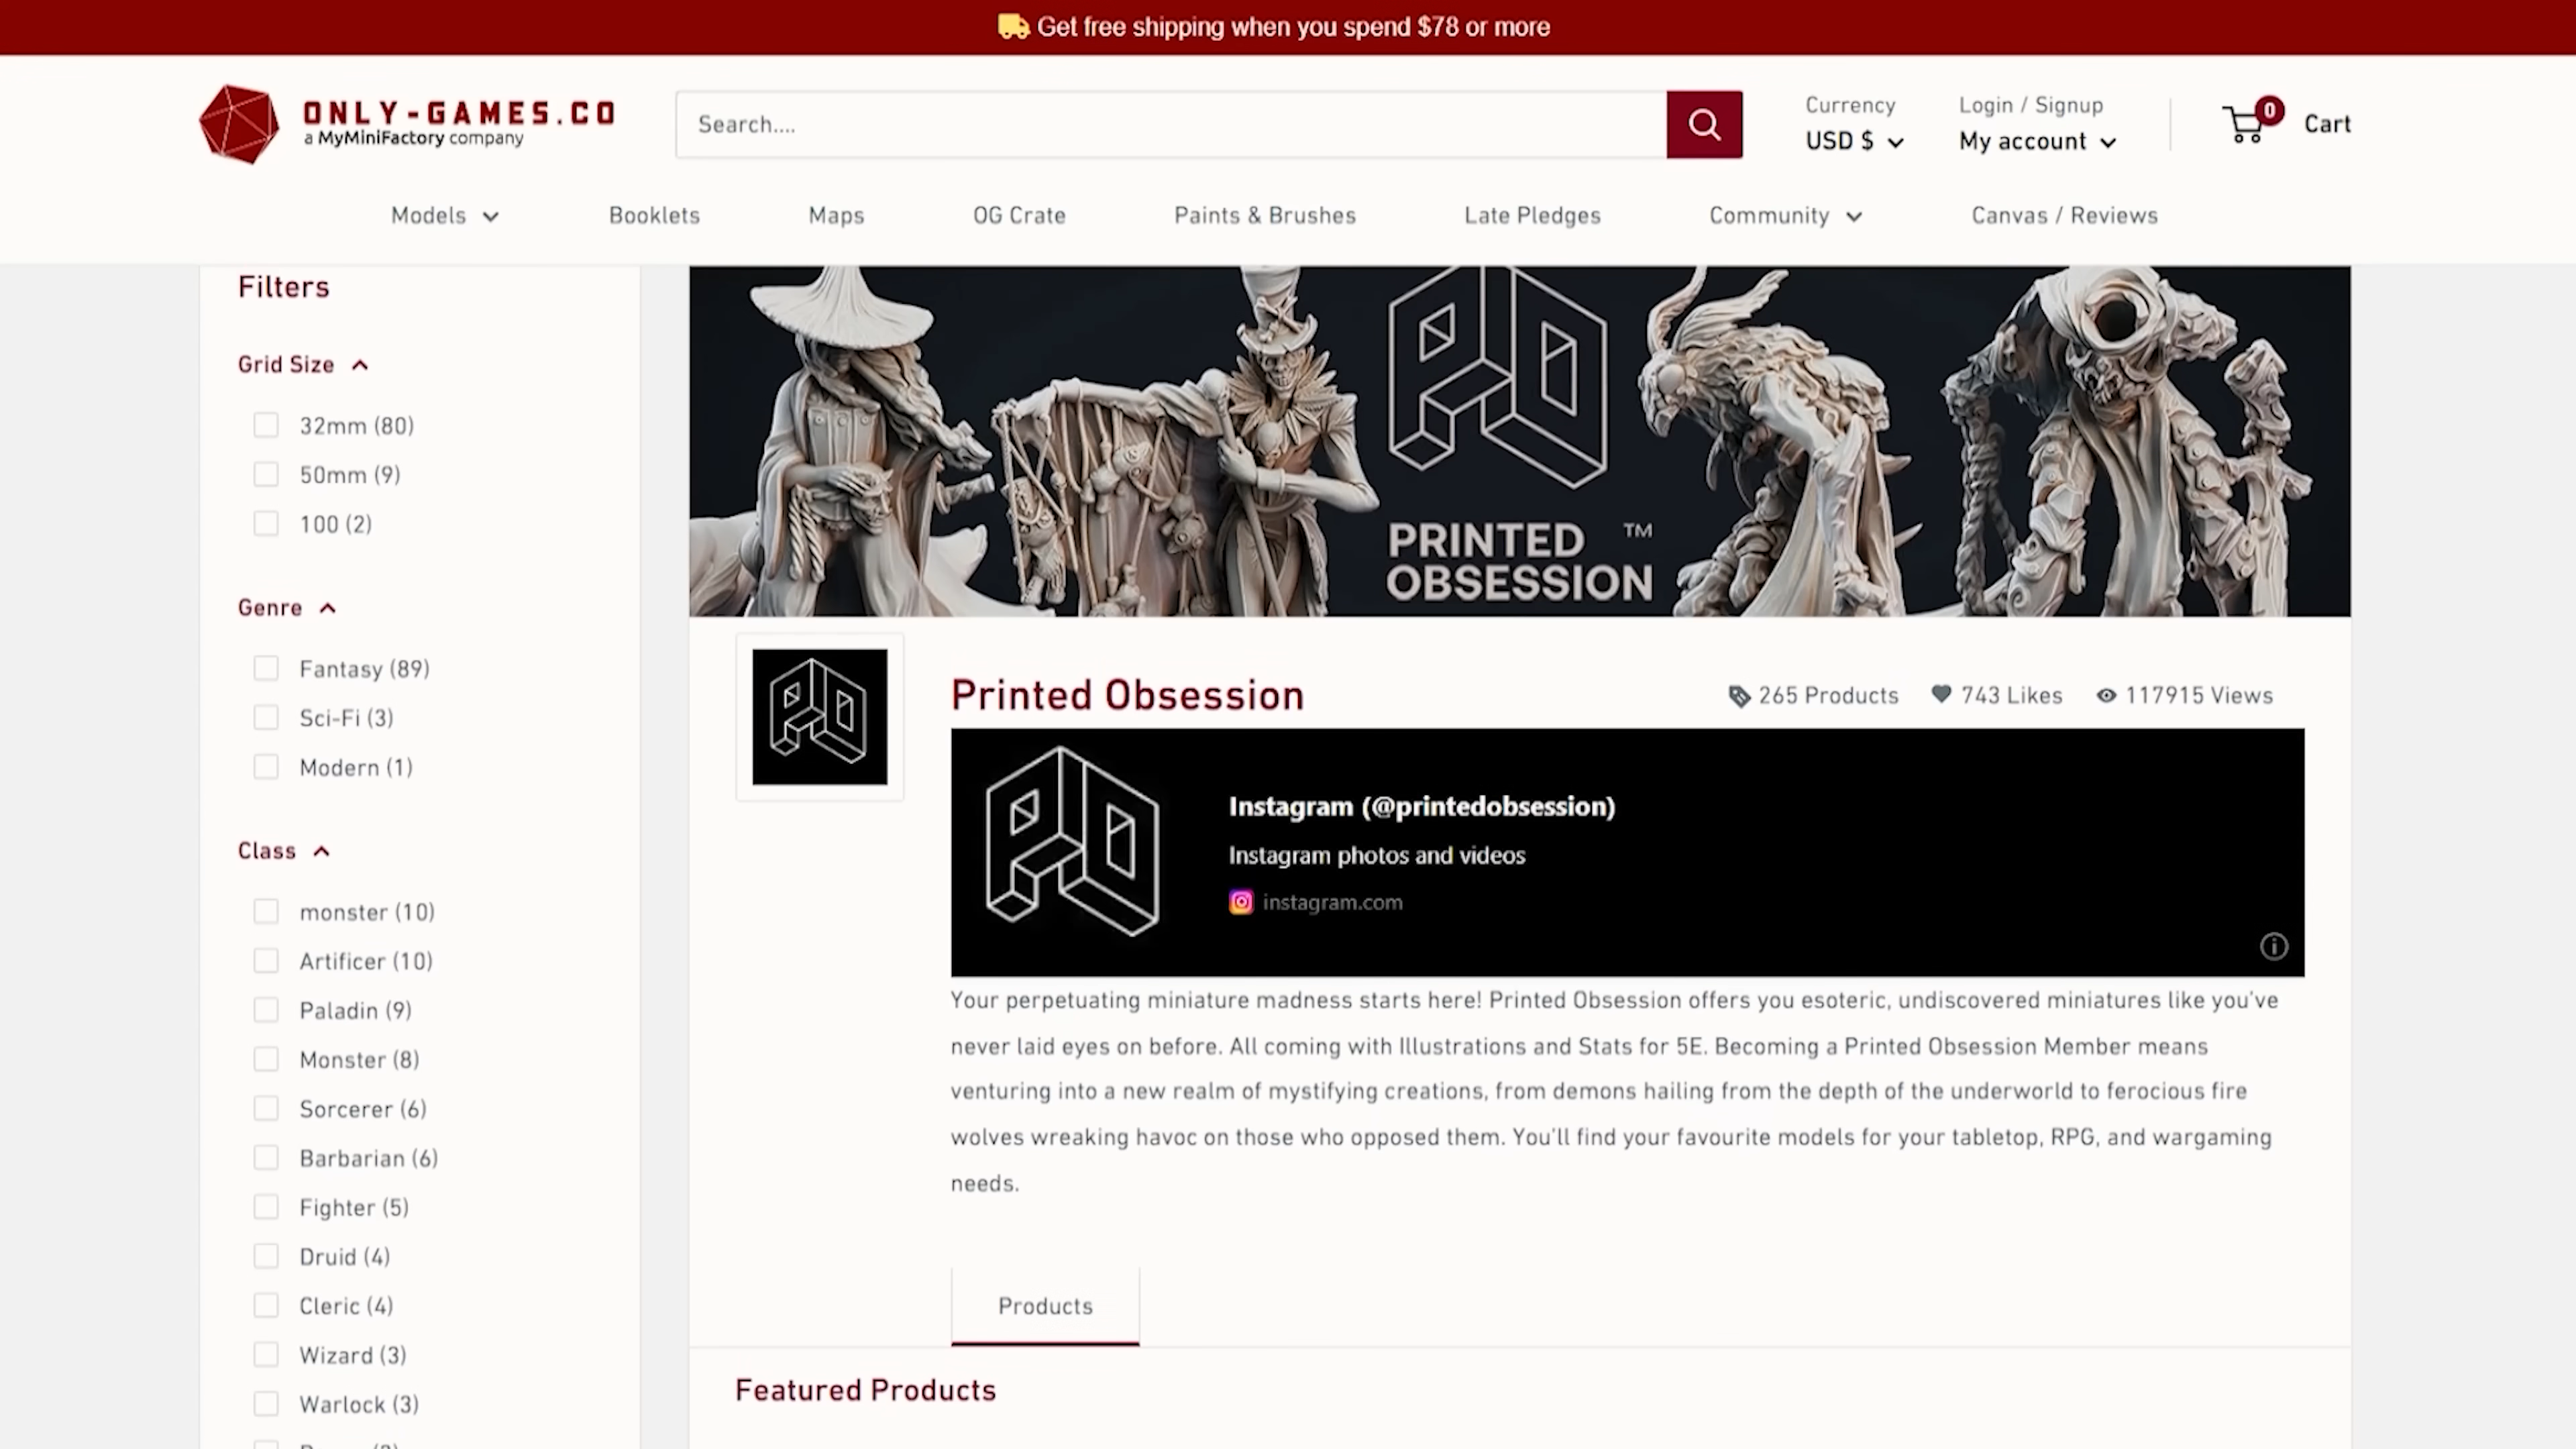 Get free shipping when you spend $78 or more
ONLY-GAMES.CO
a MyMiniFactory company
Search....
Currency
USD $
Login / Signup
My account
0
Cart
Models
Booklets
Maps
OG Crate
Paints & Brushes
Late Pledges
Community
Canvas / Reviews
Filters
Grid Size
32mm (80)
50mm (9)
100 (2)
Genre
Fantasy (89)
Sci-Fi (3)
Modern (1)
Class
monster (10)
Artificer (10)
Paladin (9)
Monster (8)
Sorcerer (6)
Barbarian (6)
Fighter (5)
Druid (4)
Cleric (4)
Wizard (3)
Warlock (3)
PRINTED ™
OBSESSION
Printed Obsession
265 Products
743 Likes
117915 Views
Instagram (@printedobsession)
Instagram photos and videos
instagram.com
Your perpetuating miniature madness starts here! Printed Obsession offers you esoteric, undiscovered miniatures like you've
never laid eyes on before. All coming with Illustrations and Stats for 5E. Becoming a Printed Obsession Member means
venturing into a new realm of mystifying creations, from demons hailing from the depth of the underworld to ferocious fire
wolves wreaking havoc on those who opposed them. You'll find your favourite models for your tabletop, RPG, and wargaming
needs.
Products
Featured Products